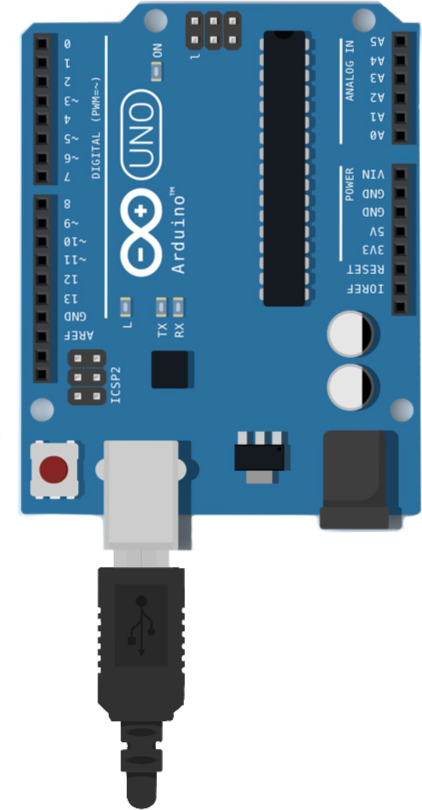 0
1
2
~3
4
~5
~6
7
DIGITAL (PWM=~)
8
~9
~10
~11
12
13
GND
AREF
ON
1
UNO
Arduino™
L
TX
RX
ICSP2
ANALOG IN
A5
A4
A3
A2
A1
A0
POWER
VIN
GND
GND
5V
3V3
RESET
IOREF